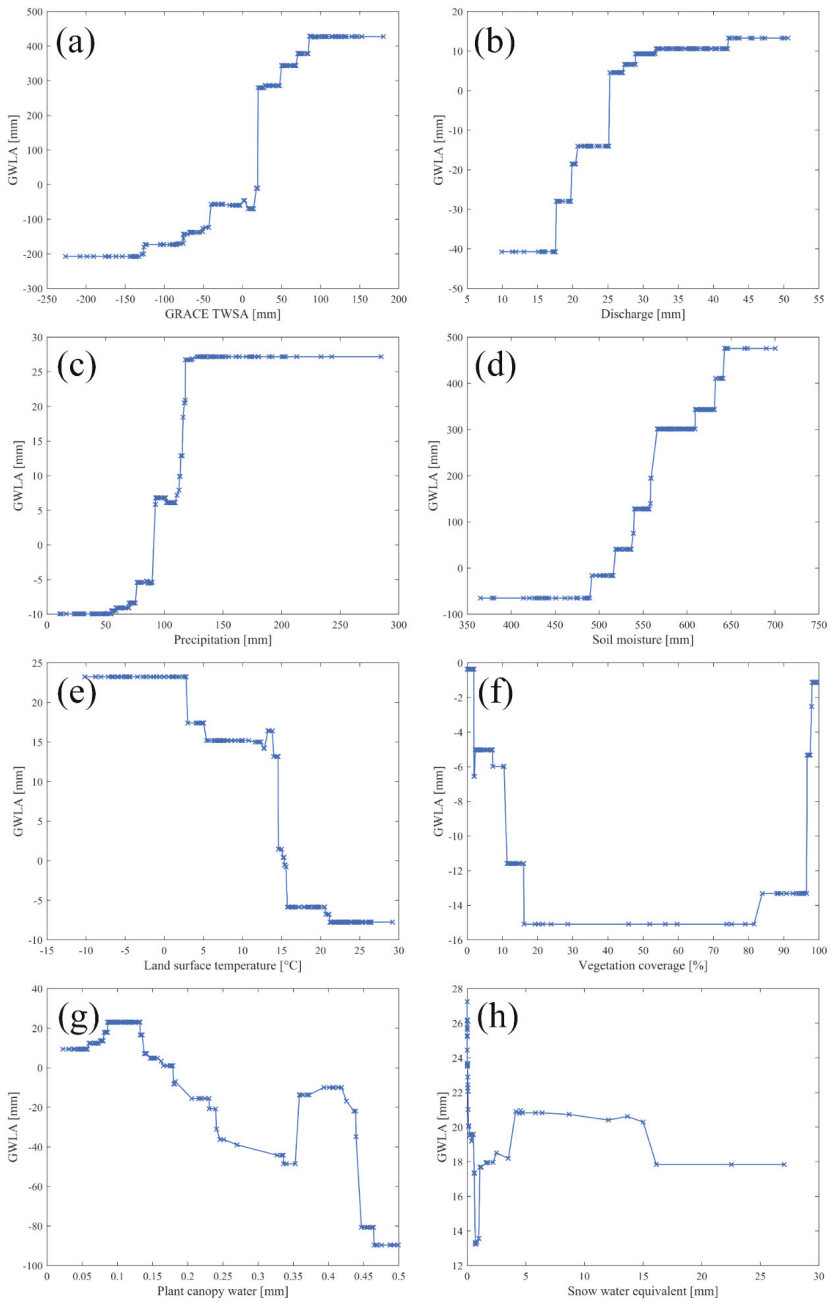 (a)
500
400
300
200
100
0
-100
-200
-300
GWLA [mm]
-250 -200 -150 -100 -50 0 50 100 150 200
GRACE TWSA [mm]
(b)
20
10
0
-10
-20
-30
-40
-50
GWLA [mm]
5 10 15 20 25 30 35 40 45 50 55
Discharge [mm]
(c)
30
25
20
15
10
5
0
-5
-10
GWLA [mm]
0 50 100 150 200 250 300
Precipitation [mm]
(d)
500
400
300
200
100
0
-100
GWLA [mm]
350 400 450 500 550 600 650 700 750
Soil moisture [mm]
(e)
25
20
15
10
5
0
-5
-10
GWLA [mm]
-15 -10 -5 0 5 10 15 20 25 30
Land surface temperature [°C]
(f)
0
-2
-4
-6
-8
-10
-12
-14
-16
GWLA [mm]
0 10 20 30 40 50 60 70 80 90 100
Vegetation coverage [%]
(g)
40
20
0
-20
-40
-60
-80
-100
GWLA [mm]
0 0.05 0.1 0.15 0.2 0.25 0.3 0.35 0.4 0.45 0.5
Plant canopy water [mm]
(h)
28
26
24
22
20
18
16
14
12
GWLA [mm]
0 5 10 15 20 25 30
Snow water equivalent [mm]